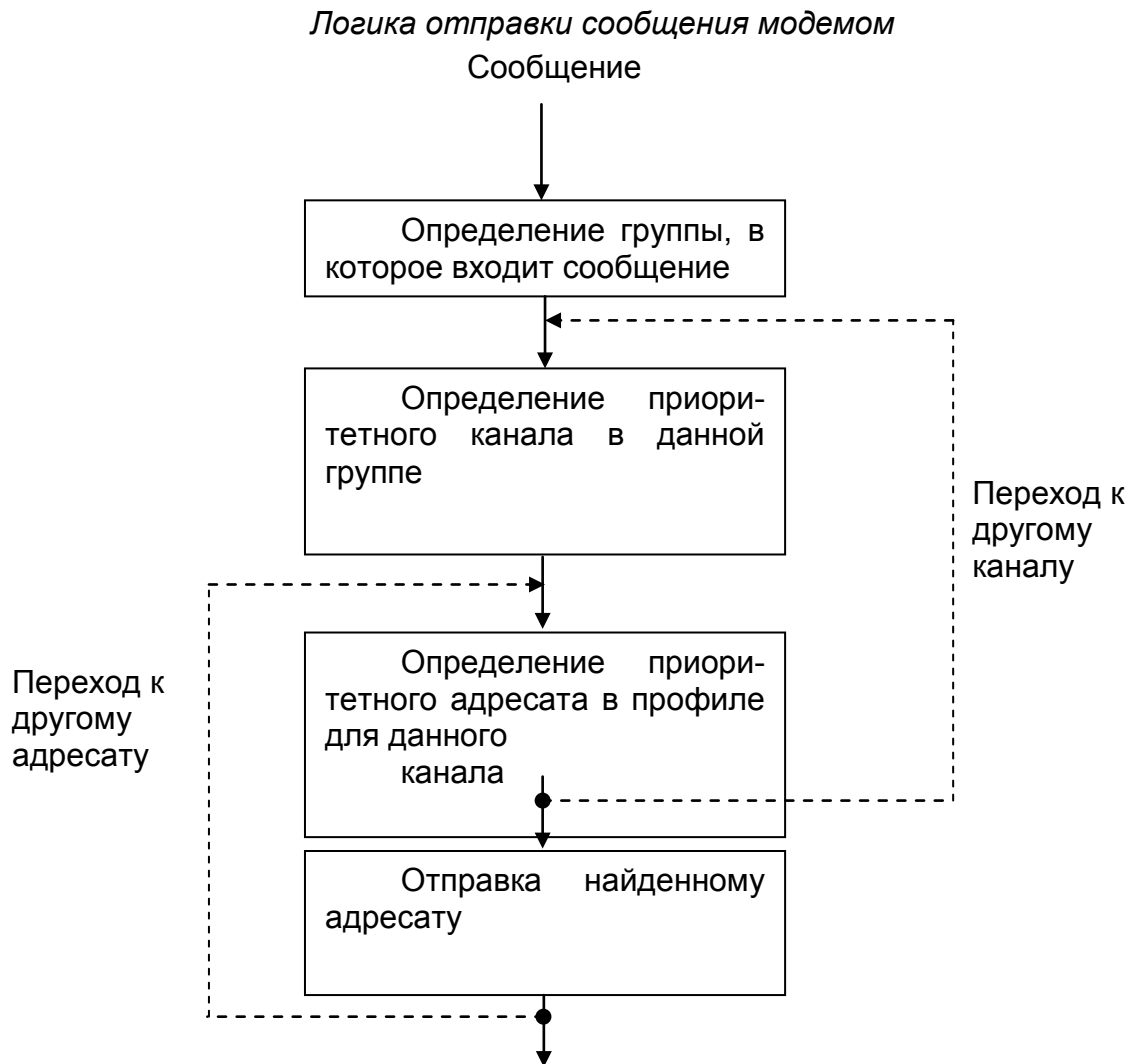 Логика отправки сообщения модемом
Сообщение
Определение группы, в
которое входит сообщение
Определение приори-
тетного канала в данной
группе
Переход к
другому
каналу
Определение приори-
тетного адресата в профиле
для данного
канала
Переход к
другому
адресату
Отправка найденному
адресату